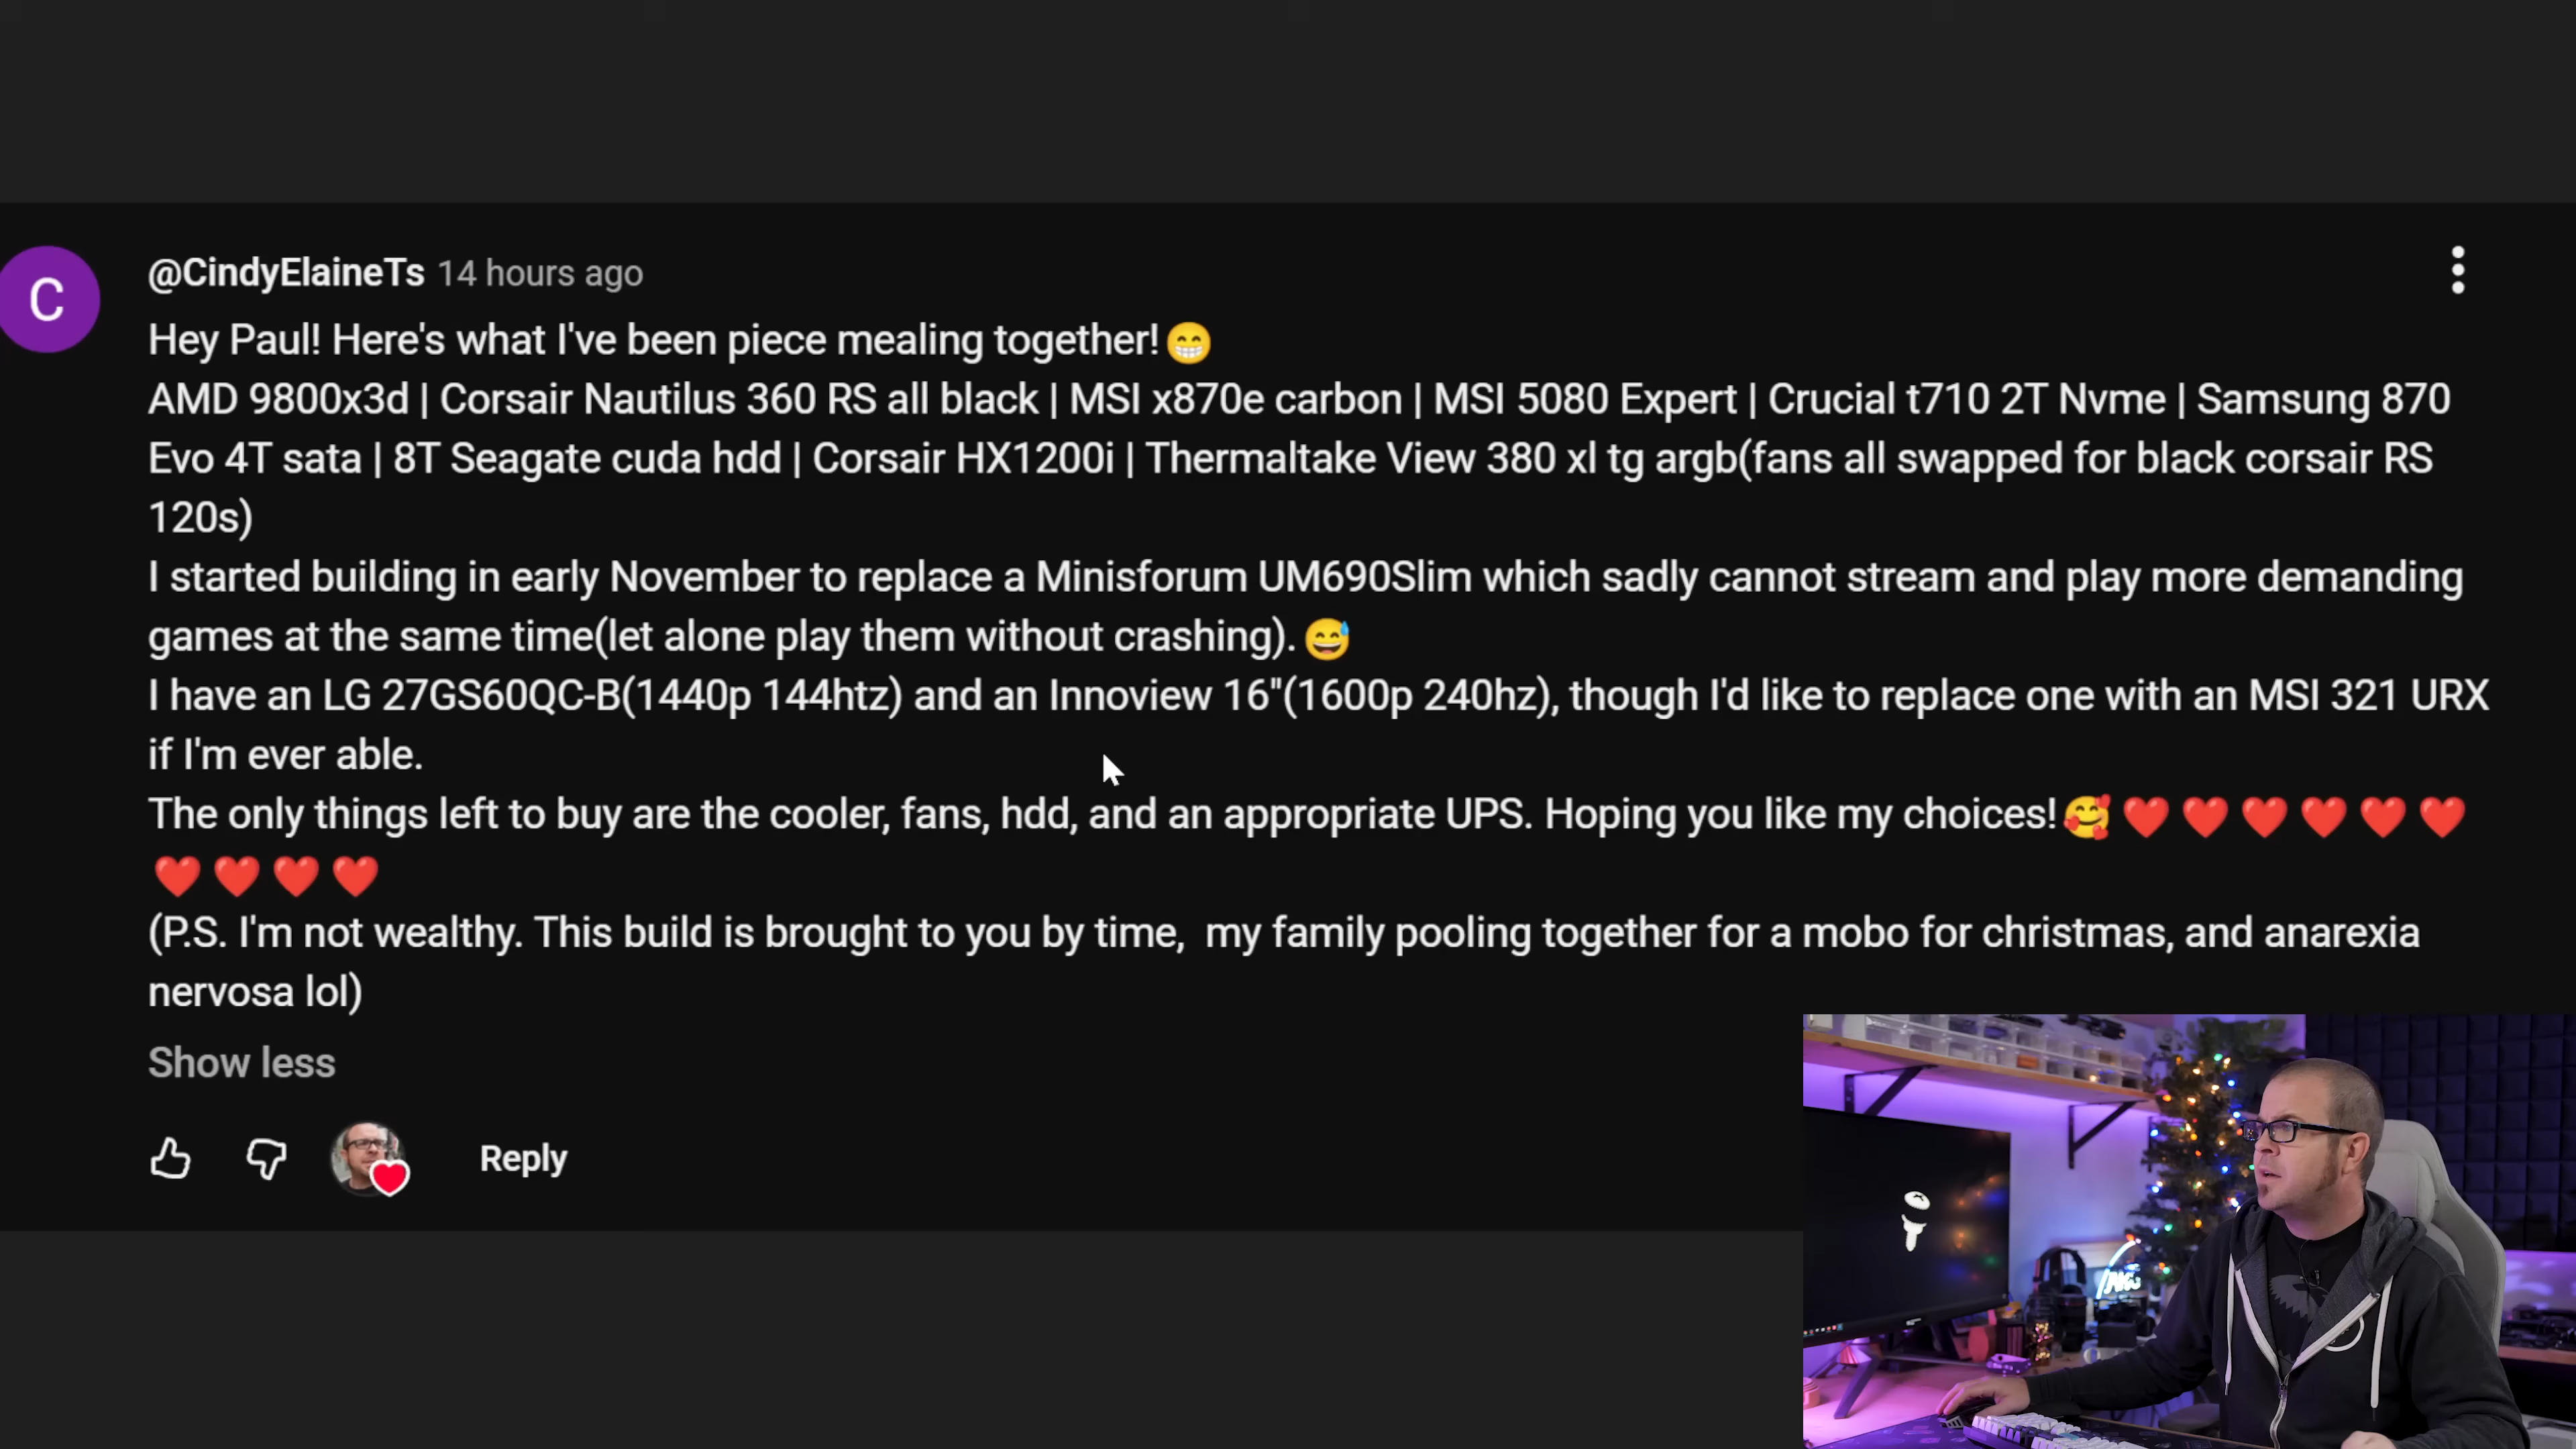 C
@CindyElaineTs 14 hours ago
Hey Paul! Here's what I've been piece mealing together!😁
AMD 9800x3d | Corsair Nautilus 360 RS all black | MSI x870e carbon | MSI 5080 Expert | Crucial t710 2T Nvme | Samsung 870
Evo 4T sata | 8T Seagate cuda hdd | Corsair HX1200i | Thermaltake View 380 xl tg argb(fans all swapped for black corsair RS
120s)
I started building in early November to replace a Minisforum UM690Slim which sadly cannot stream and play more demanding
games at the same time(let alone play them without crashing).😅
I have an LG 27GS60QC-B(1440p 144htz) and an Innoview 16"(1600p 240hz), though I'd like to replace one with an MSI 321 URX
if I'm ever able.
The only things left to buy are the cooler, fans, hdd, and an appropriate UPS. Hoping you like my choices!🥰❤️❤️❤️❤️❤️❤️
❤️❤️❤️❤️
(P.S. I'm not wealthy. This build is brought to you by time,  my family pooling together for a mobo for christmas, and anarexia
nervosa lol)
Show less
Reply